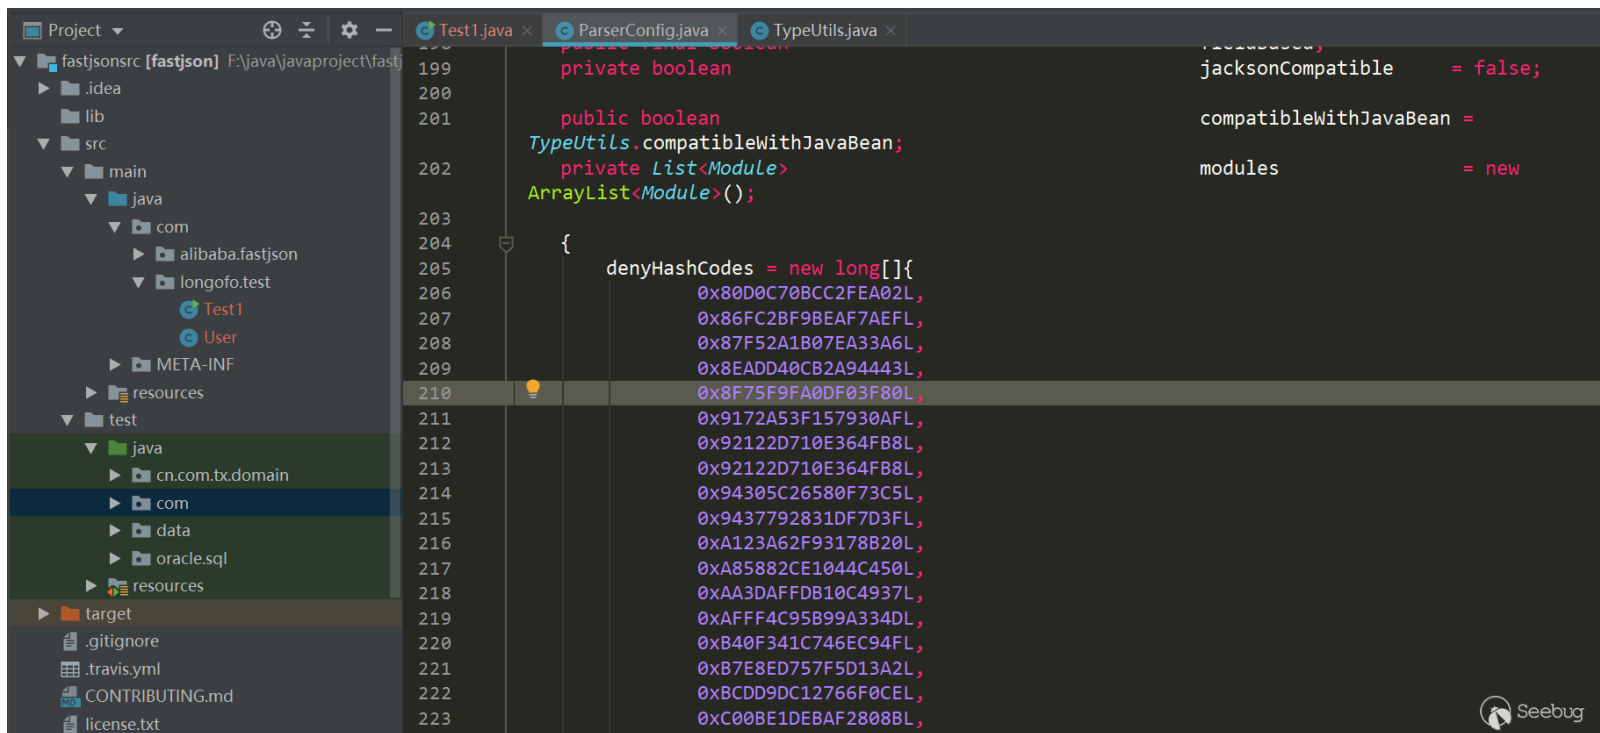 Project
fastjsonsrc [fastjson] F:\java\javaproject\fastj
.idea
lib
src
main
java
com
alibaba.fastjson
longofo.test
Test1
User
META-INF
resources
test
java
cn.com.tx.domain
com
data
oracle.sql
resources
target
.gitignore
.travis.yml
CONTRIBUTING.md
license.txt
Test1.java
ParserConfig.java
TypeUtils.java
198 public final boolean fieldBased;
199 private boolean jacksonCompatible = false;
200
201 public boolean compatibleWithJavaBean =
TypeUtils.compatibleWithJavaBean;
202 private List<Module> modules = new
ArrayList<Module>();
203
204 {
205 denyHashCodes = new long[]{
206 0x80D0C70BCC2FEA02L,
207 0x86FC2BF9BEAF7AEFL,
208 0x87F52A1B07EA33A6L,
209 0x8EADD40CB2A94443L,
210 0x8F75F9FA0DF03F80L,
211 0x9172A53F157930AFL,
212 0x92122D710E364FB8L,
213 0x92122D710E364FB8L,
214 0x94305C26580F73C5L,
215 0x9437792831DF7D3FL,
216 0xA123A62F93178B20L,
217 0xA85882CE1044C450L,
218 0xAA3DAFFDB10C4937L,
219 0xAFFF4C95B99A334DL,
220 0xB40F341C746EC94FL,
221 0xB7E8ED757F5D13A2L,
222 0xBCDD9DC12766F0CEL,
223 0xC00BE1DEBAF2808BL,
Seebug